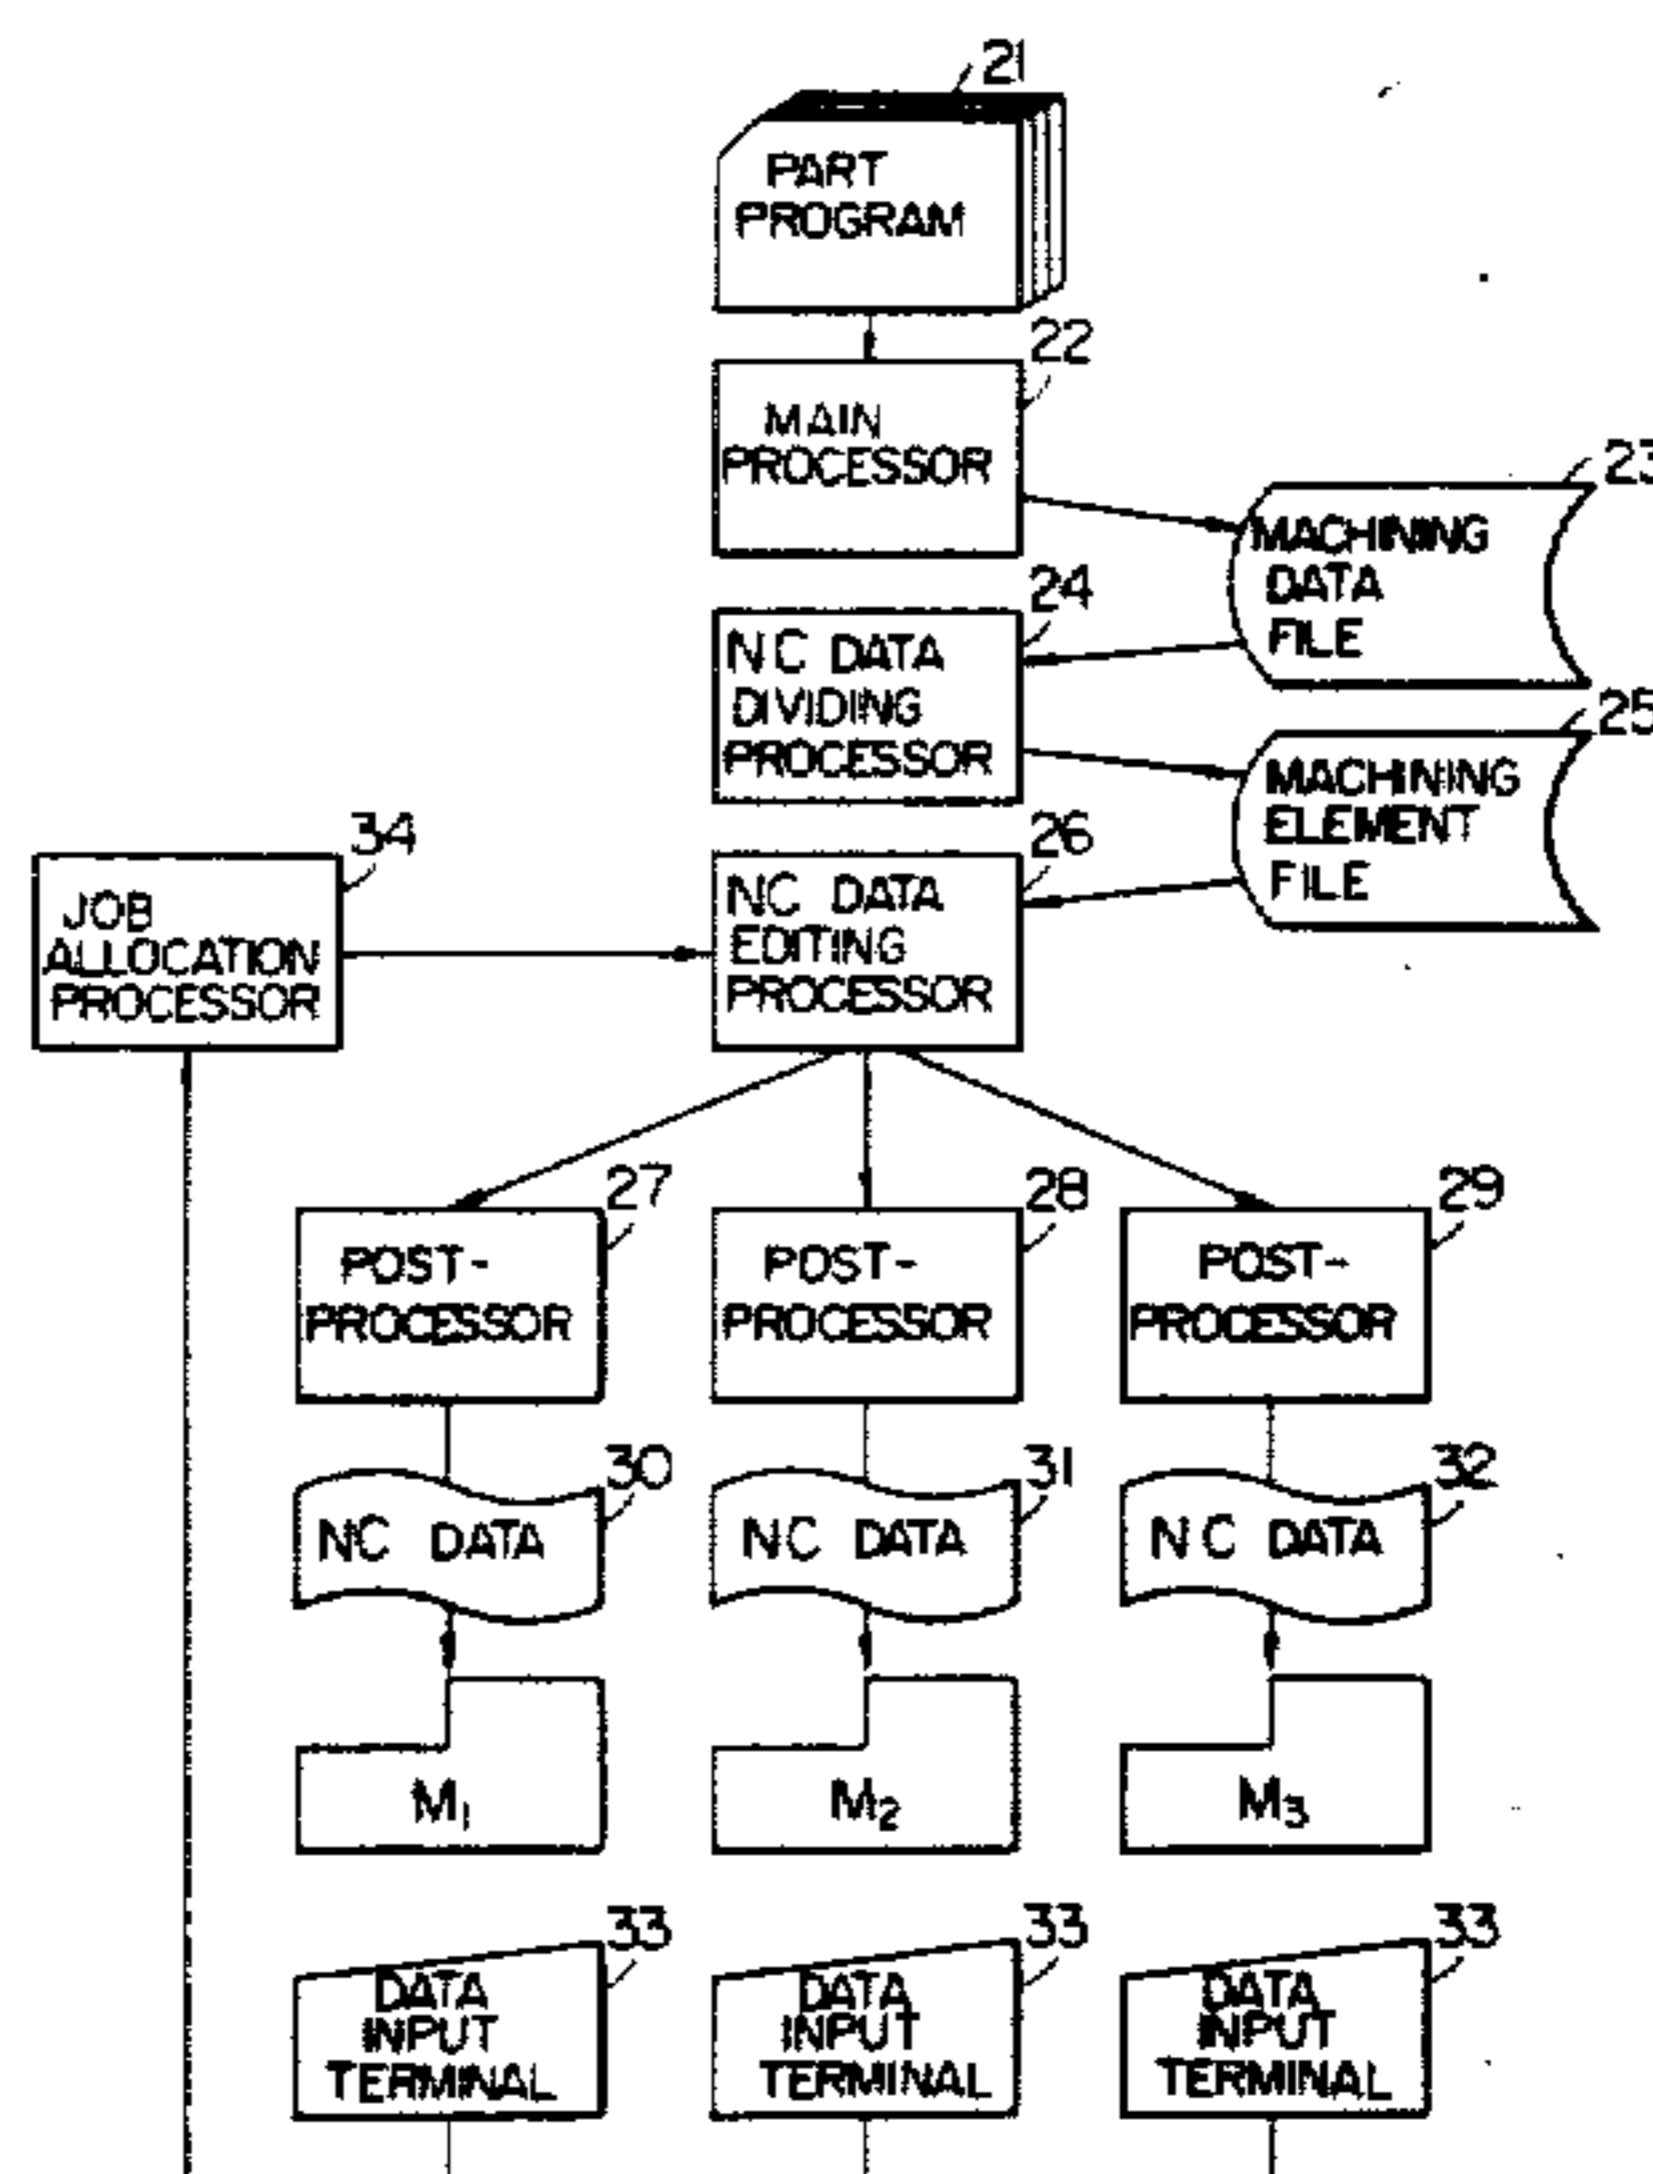 21
PART
PROGRAM
22
MAIN
PROCESSOR
23
MACHINING
DATA
FILE
24
NC DATA
DIVIDING
PROCESSOR
25
MACHINING
ELEMENT
FILE
34
JOB
ALLOCATION
PROCESSOR
26
NC DATA
EDITING
PROCESSOR
27
POST-
PROCESSOR
28
POST-
PROCESSOR
29
POST-
PROCESSOR
30
NC DATA
31
NC DATA
32
NC DATA
M1
M2
M3
33
DATA
INPUT
TERMINAL
33
DATA
INPUT
TERMINAL
33
DATA
INPUT
TERMINAL